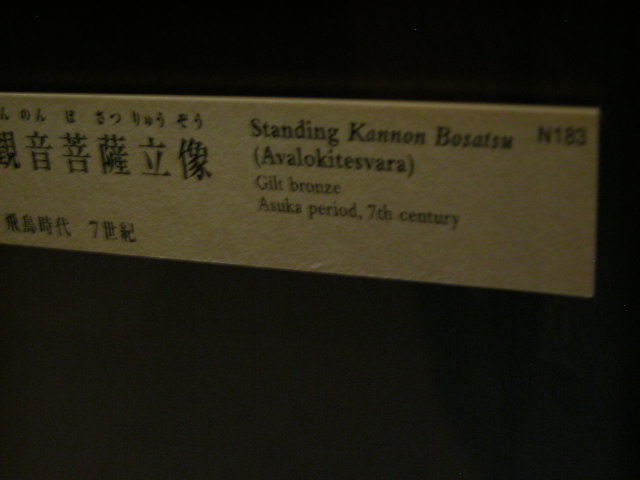 んのん ぼ さつりゅう ぞう
観音菩薩立像
飛鳥時代 7世紀
Standing Kannon Bosatsu N183
(Avalokitesvara)
Gilt bronze
Asuka period, 7th century